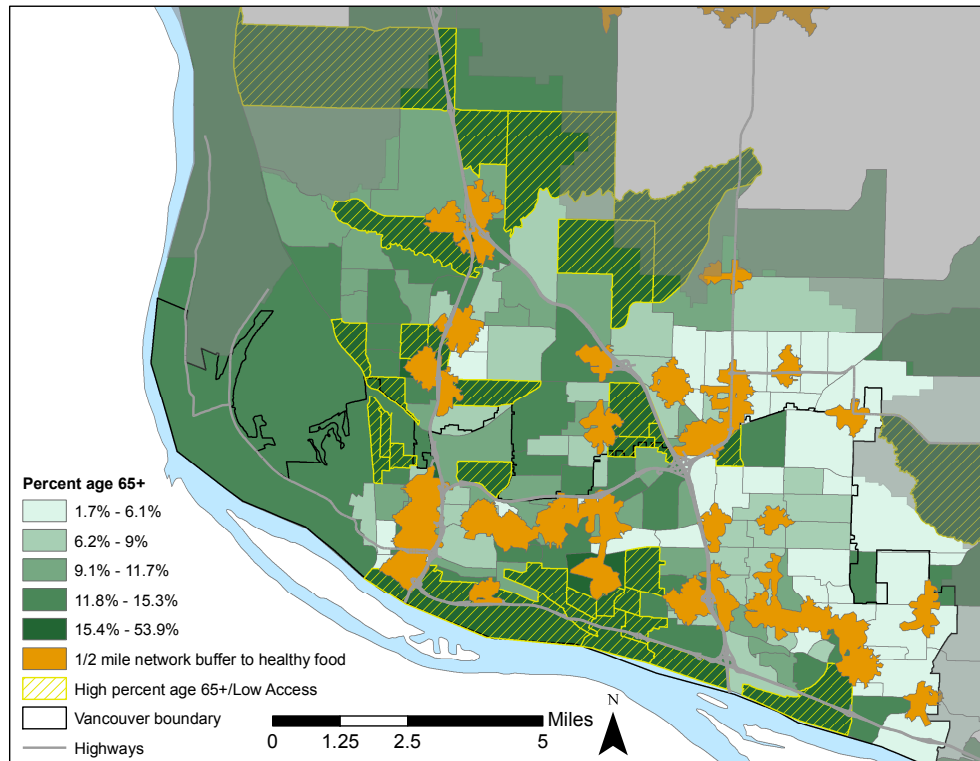 Percent age 65+
1.7% - 6.1%
6.2% - 9%
9.1% - 11.7%
11.8% - 15.3%
15.4% - 53.9%
1/2 mile network buffer to healthy food
High percent age 65+/Low Access
Vancouver boundary
Highways
Miles
0 1.25 2.5 5
N